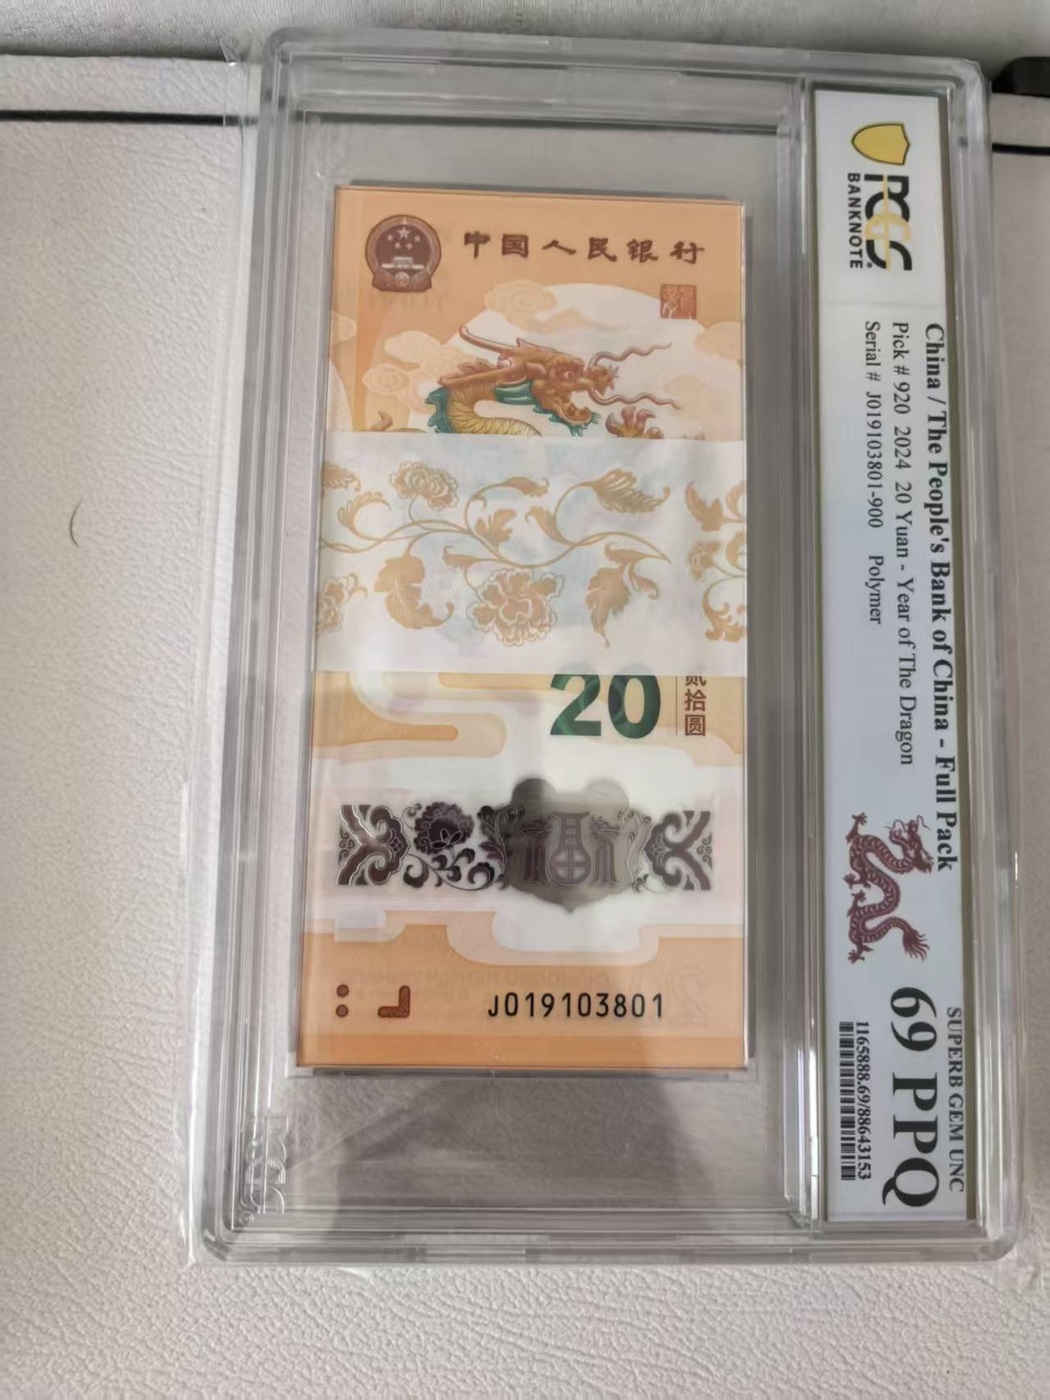 中国人民银行
20
贰拾圆
福
J019103801
PCGS
BANKNOTE
China / The People's Bank of China - Full Pack
Pick # 920 2024 20 Yuan - Year of The Dragon
Serial # J019103801-900 Polymer
SUPERB GEM UNC
69 PPQ
1165888.69/88643153